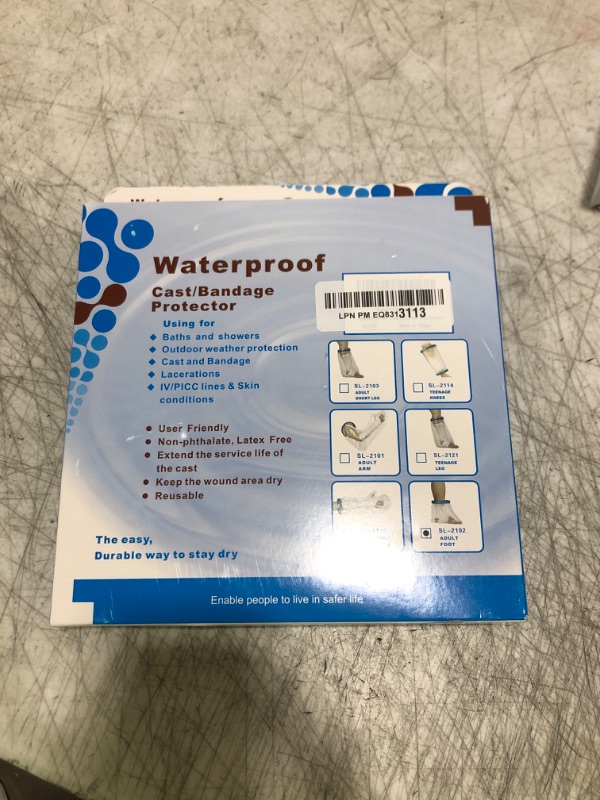 Waterproof
Cast/Bandage
Protector
Using for
Baths and showers
Outdoor weather protection
Cast and Bandage
Lacerations
IV/PICC lines & Skin
conditions
User Friendly
Non-phthalate, Latex Free
Extend the service life of
the cast
Keep the wound area dry
Reusable
The easy,
Durable way to stay dry
LPN PM EQ8313113
SL-2103
ADULT
SHORT LEG
SL-2114
TEENAGE
KNEES
SL-2101
ADULT
ARM
SL-2121
TEENAGE
LEG
SL-2102
ADULT
FOOT
Enable people to live in safer life